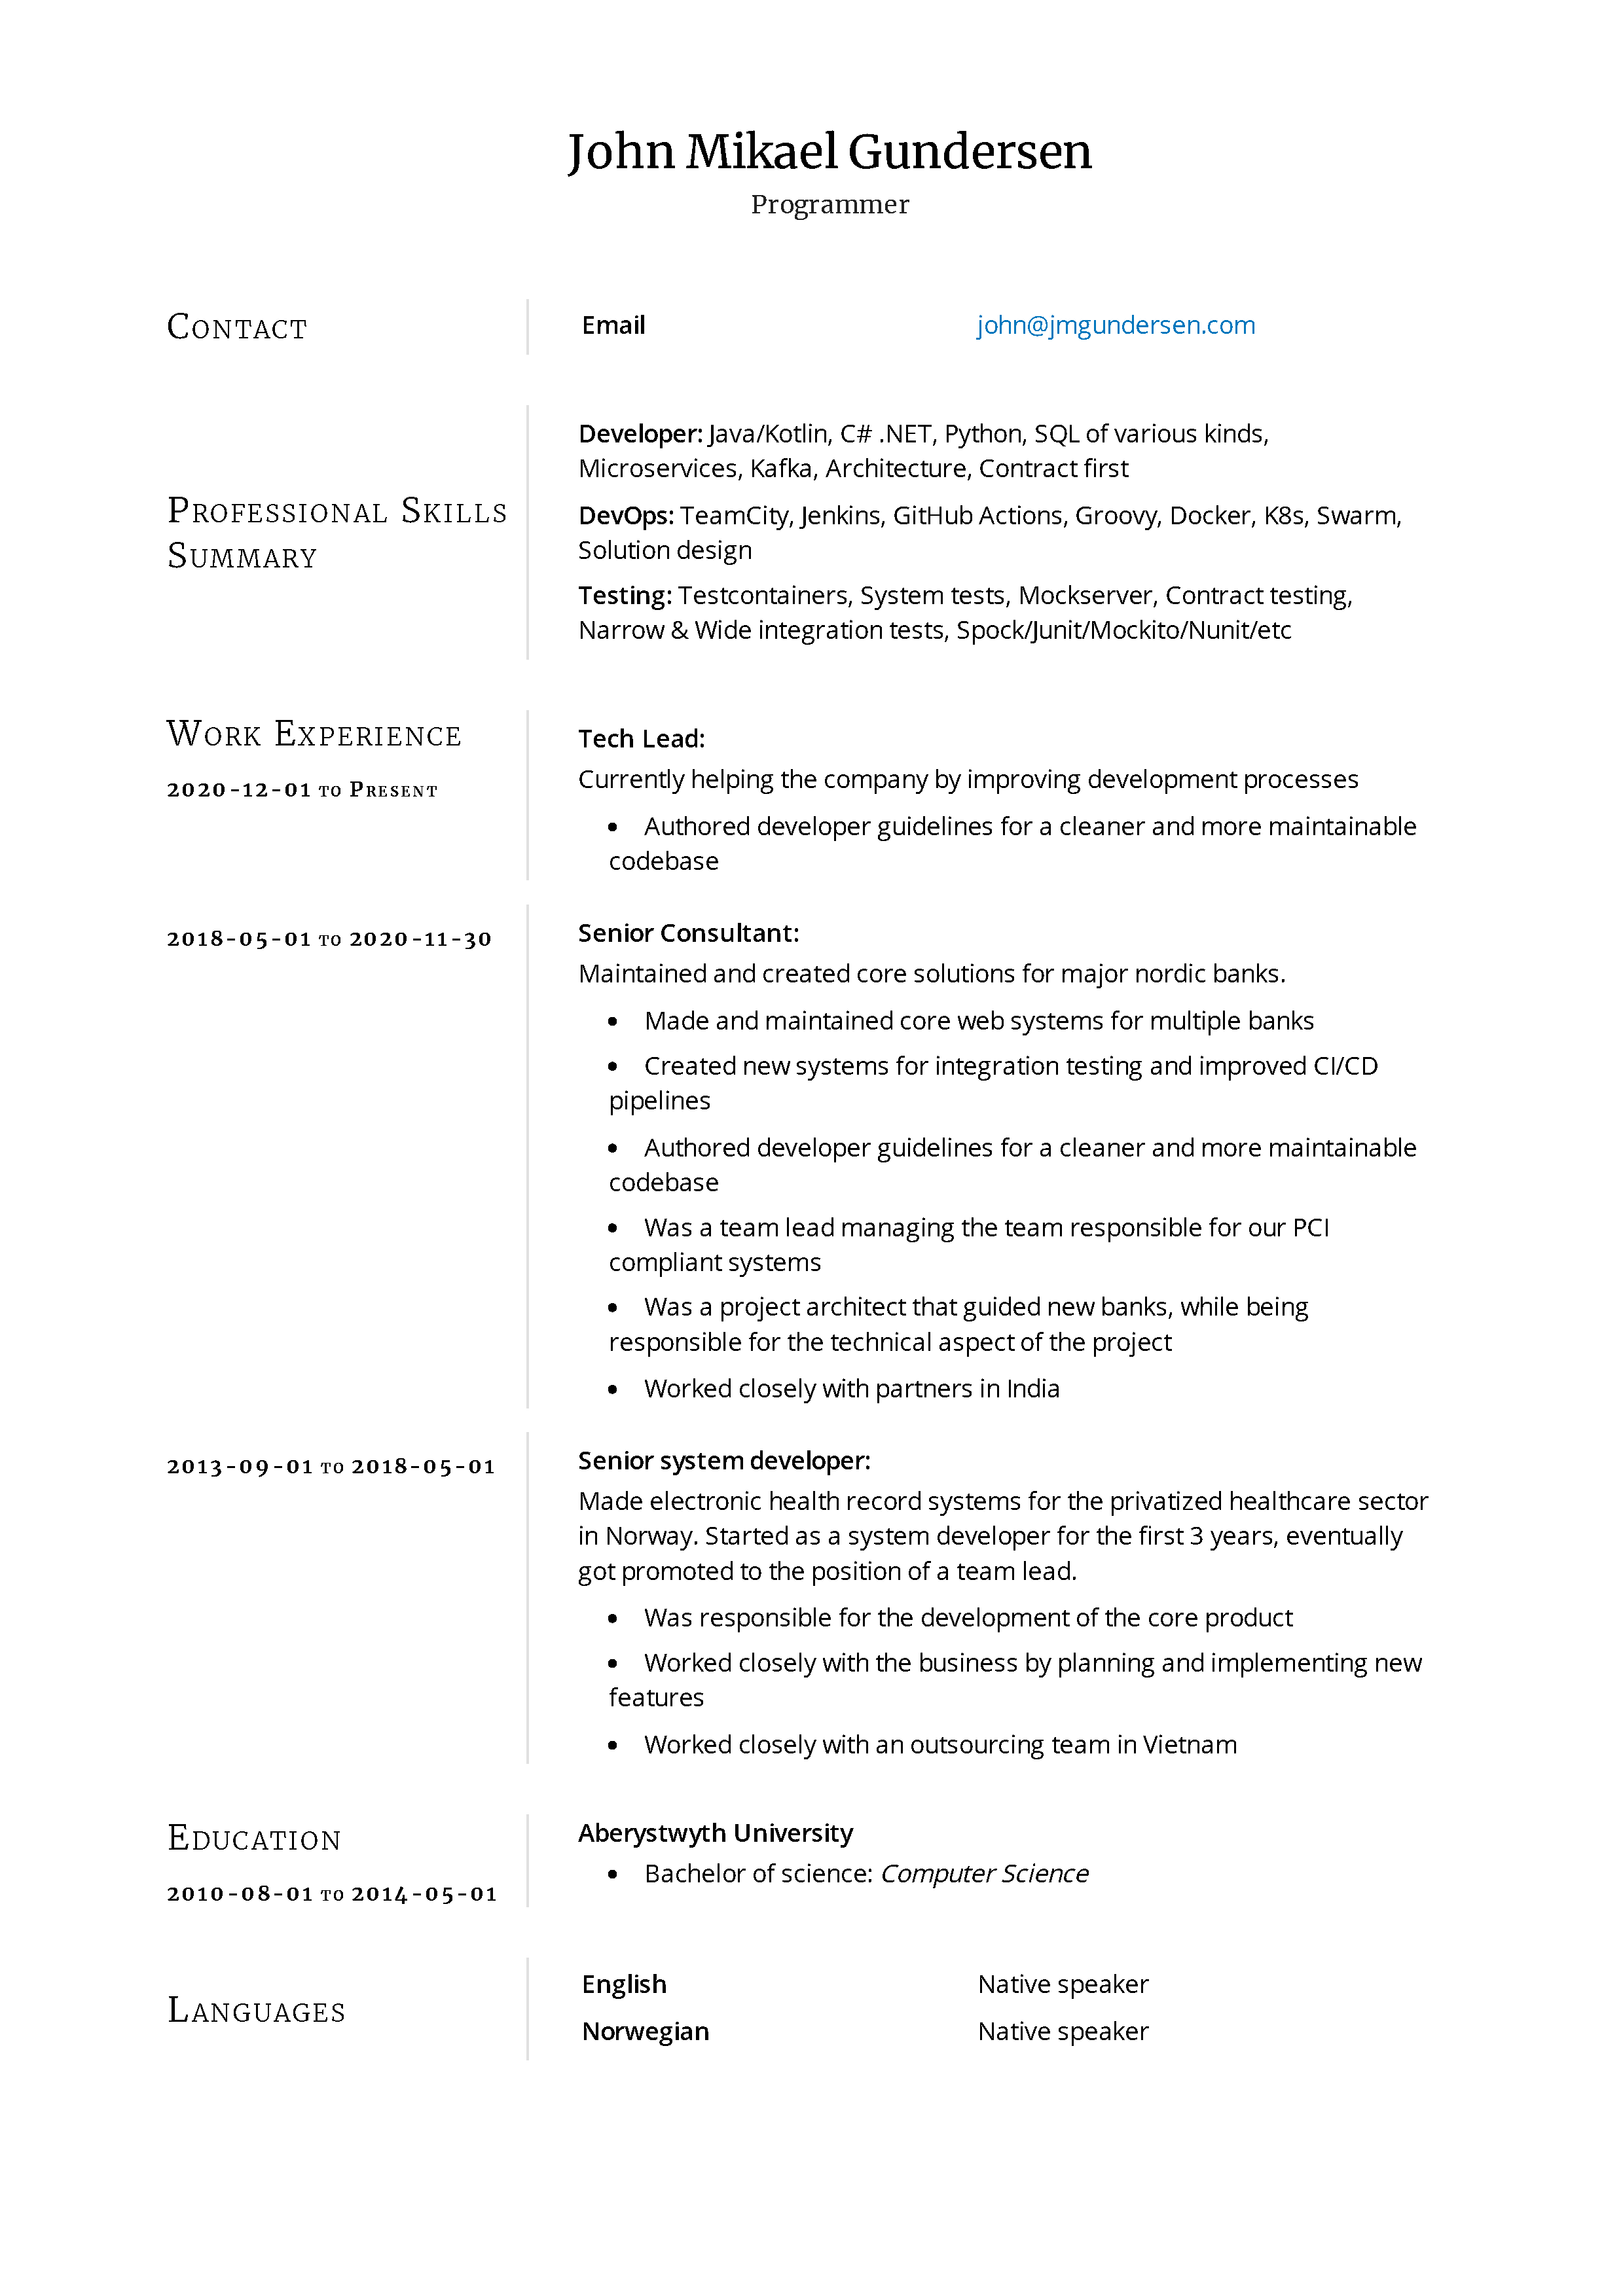 John Mikael Gundersen
Programmer
Contact
Email john@jmgundersen.com
Professional Skills
Summary
Developer: Java/Kotlin, C# .NET, Python, SQL of various kinds,
Microservices, Kafka, Architecture, Contract first
DevOps: TeamCity, Jenkins, GitHub Actions, Groovy, Docker, K8s, Swarm,
Solution design
Testing: Testcontainers, System tests, Mockserver, Contract testing,
Narrow & Wide integration tests, Spock/Junit/Mockito/Nunit/etc
Work Experience
2020-12-01 to Present
Tech Lead:
Currently helping the company by improving development processes
• Authored developer guidelines for a cleaner and more maintainable
codebase
2018-05-01 to 2020-11-30
Senior Consultant:
Maintained and created core solutions for major nordic banks.
• Made and maintained core web systems for multiple banks
• Created new systems for integration testing and improved CI/CD
pipelines
• Authored developer guidelines for a cleaner and more maintainable
codebase
• Was a team lead managing the team responsible for our PCI
compliant systems
• Was a project architect that guided new banks, while being
responsible for the technical aspect of the project
• Worked closely with partners in India
2013-09-01 to 2018-05-01
Senior system developer:
Made electronic health record systems for the privatized healthcare sector
in Norway. Started as a system developer for the first 3 years, eventually
got promoted to the position of a team lead.
• Was responsible for the development of the core product
• Worked closely with the business by planning and implementing new
features
• Worked closely with an outsourcing team in Vietnam
Education
2010-08-01 to 2014-05-01
Aberystwyth University
• Bachelor of science: Computer Science
Languages
English Native speaker
Norwegian Native speaker